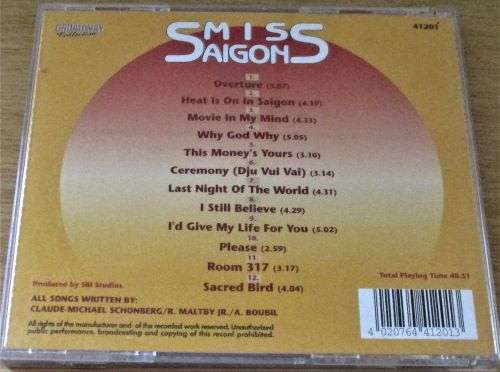 BROADWAY
Collection
MISS
SAIGON
41201
1.
Overture (5.07)
2.
Heat Is On In Saigon (4.19)
3.
Movie In My Mind (4.33)
4.
Why God Why (5.05)
5.
This Money's Yours (3.10)
6.
Ceremony (Dju Vui Vai) (3.14)
7.
Last Night Of The World (4.31)
8.
I Still Believe (4.29)
9.
I'd Give My Life For You (5.02)
10.
Please (2.59)
11.
Room 317 (3.17)
12.
Sacred Bird (4.04)
Produced by SBI Studios
Total Playing Time 48.51
ALL SONGS WRITTEN BY:
CLAUDE-MICHAEL SCHONBERG/R. MALTBY JR./A. BOUBIL
All rights of the manufacturer and of the recorded work reserved. Unauthorized
public performance, broadcasting and copying of this record prohibited.
4 020764 412013